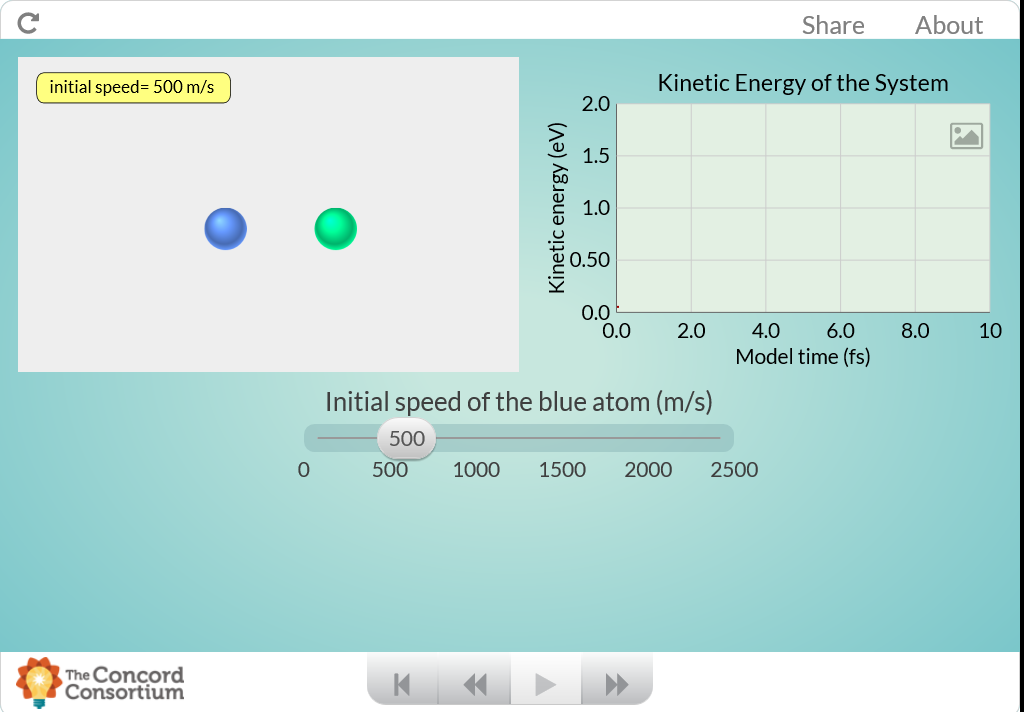 Share About
initial speed= 500 m/s
Kinetic Energy of the System
Kinetic energy (eV)
2.0
1.5
1.0
0.50
0.0
0.0 2.0 4.0 6.0 8.0 10
Model time (fs)
Initial speed of the blue atom (m/s)
500
0 500 1000 1500 2000 2500
The Concord
Consortium